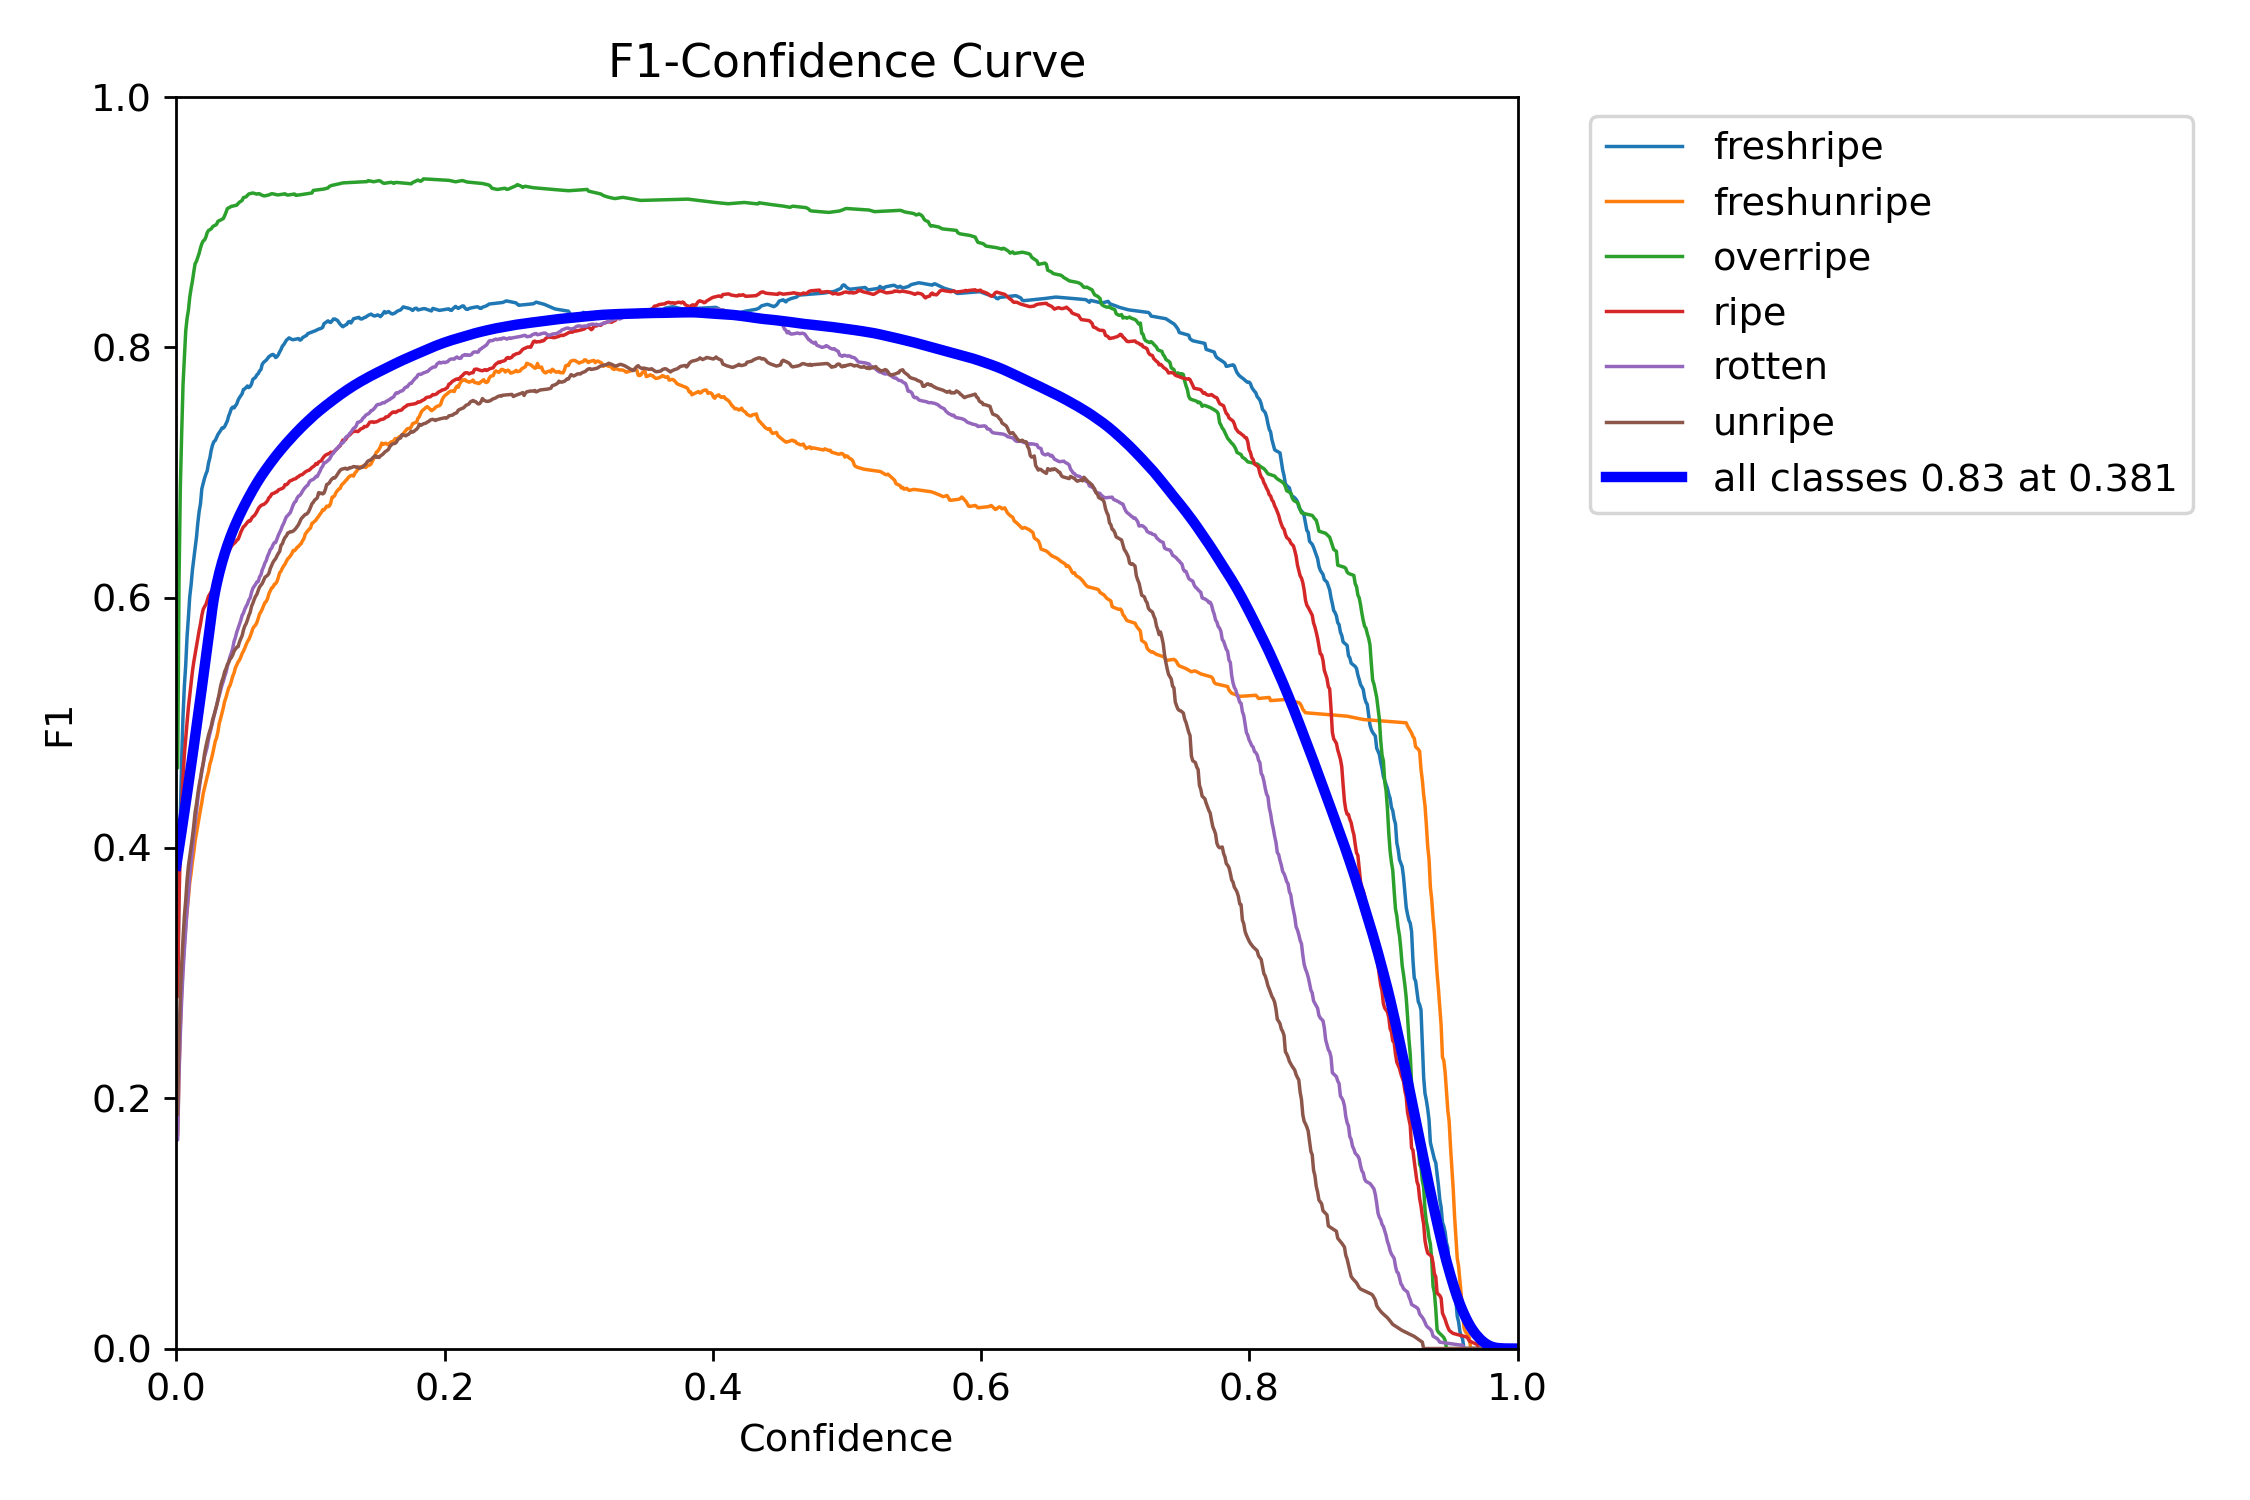 F1-Confidence Curve
1.0
0.8
0.6
0.4
0.2
0.0
F1
0.0 0.2 0.4 0.6 0.8 1.0
Confidence
freshripe
freshunripe
overripe
ripe
rotten
unripe
all classes 0.83 at 0.381